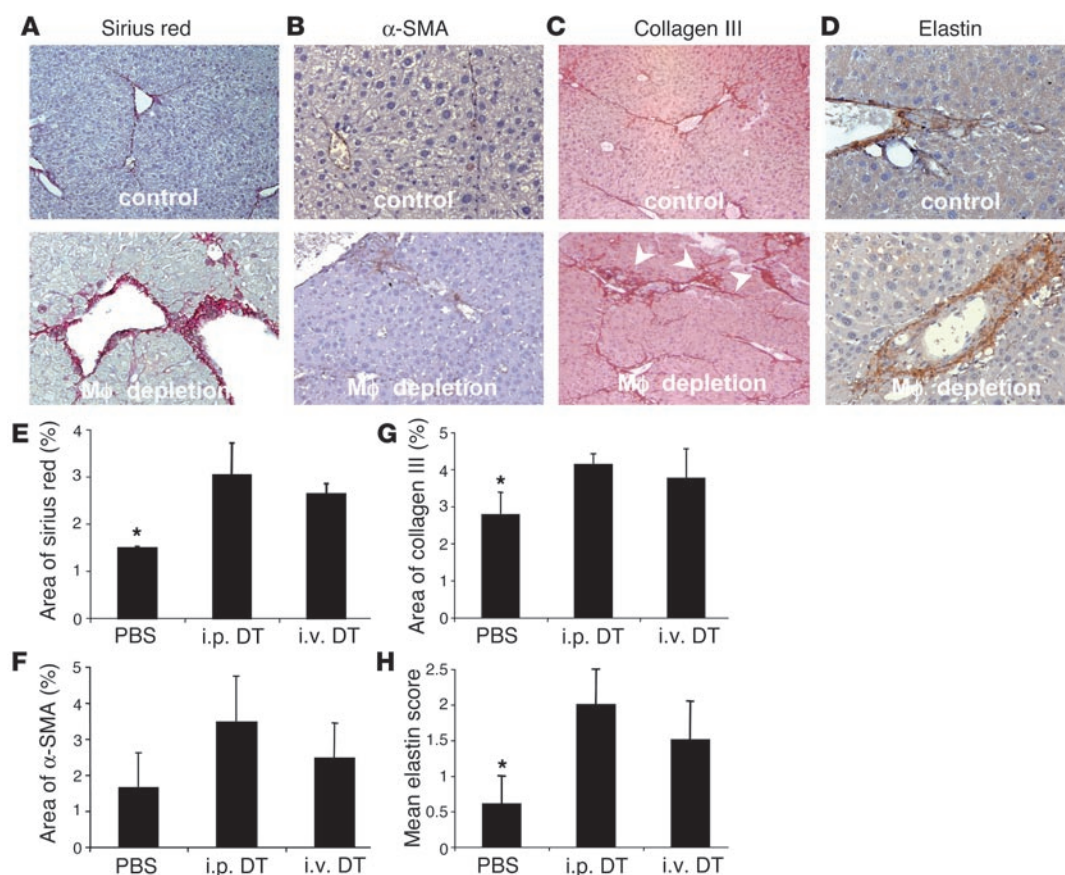 A Sirius red
B α-SMA
C Collagen III
D Elastin
control
control
control
control
Mϕ depletion
Mϕ depletion
Mϕ depletion
Mϕ depletion
E
Area of sirius red (%)
4
3
2
1
0
*
PBS i.p. DT i.v. DT
G
Area of collagen III (%)
5
4
3
2
1
0
*
PBS i.p. DT i.v. DT
F
Area of α-SMA (%)
5
4
3
2
1
0
PBS i.p. DT i.v. DT
H
Mean elastin score
2.5
2
1.5
1
0.5
0
*
PBS i.p. DT i.v. DT